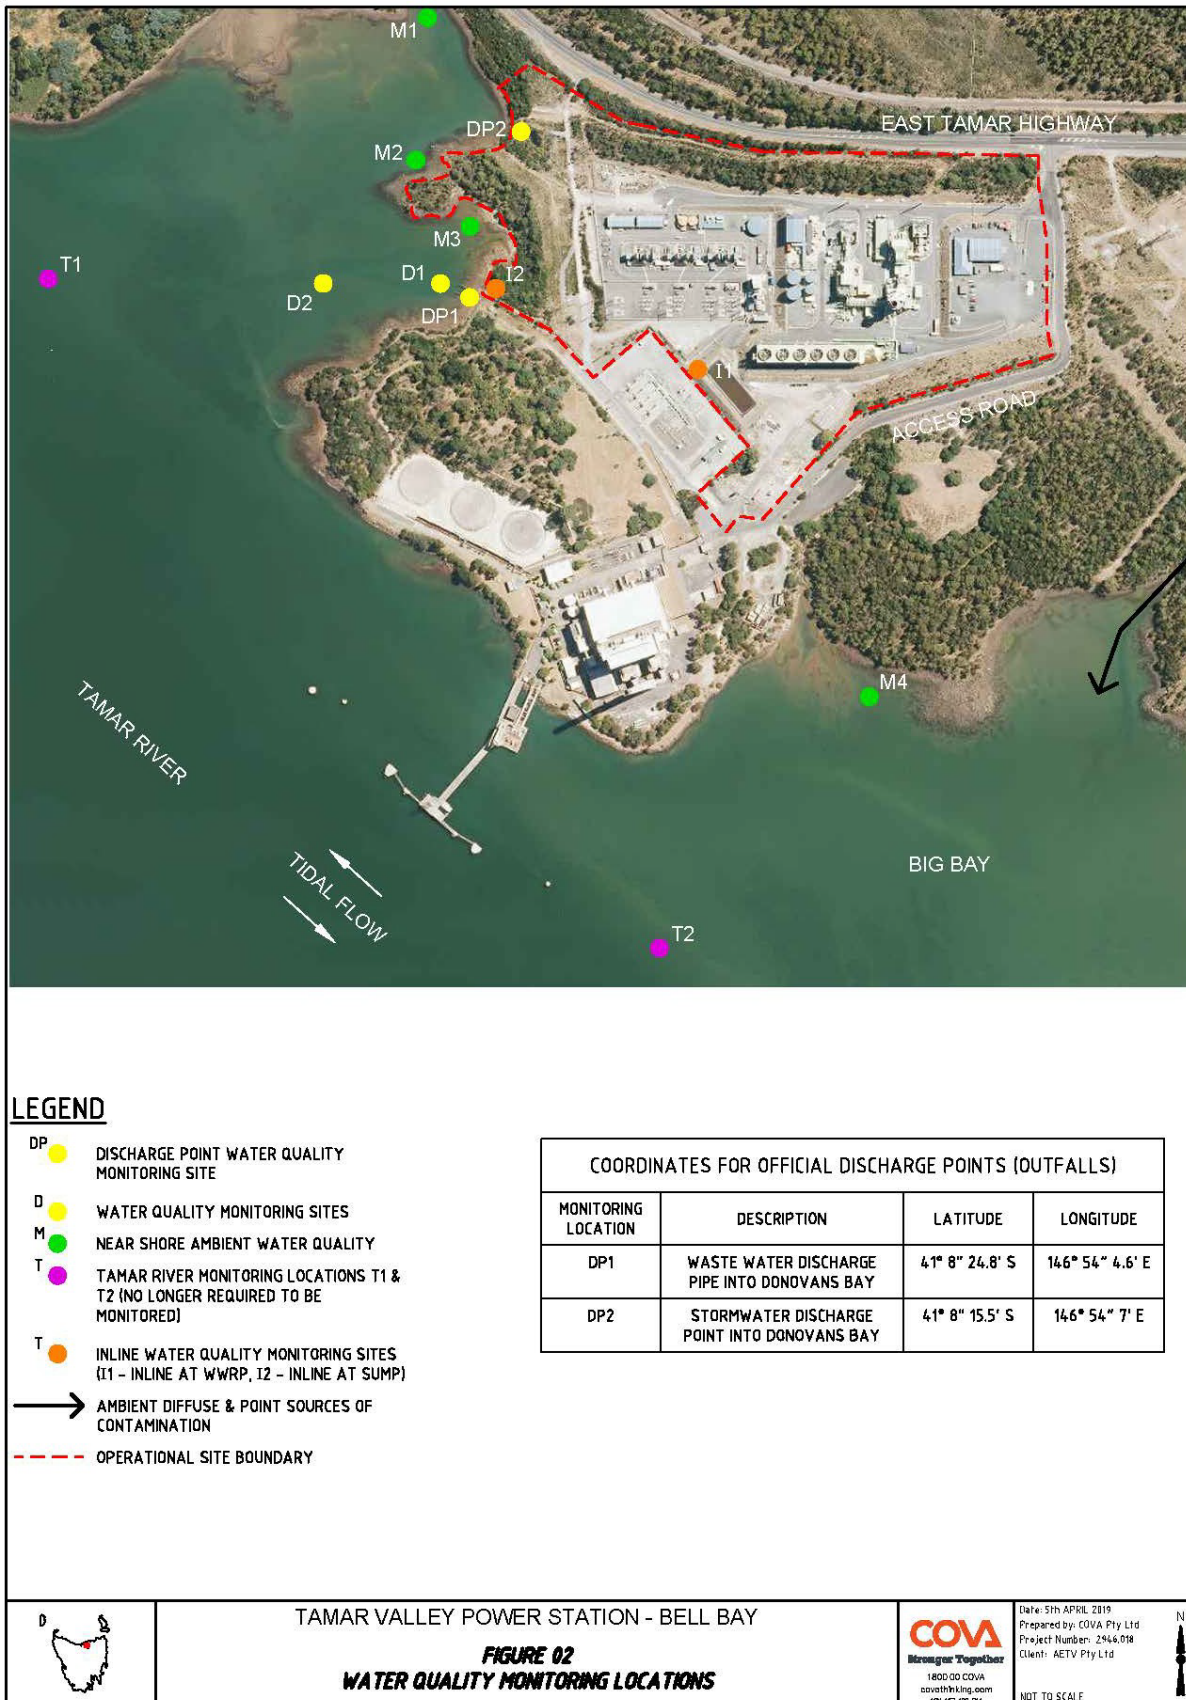 M1
DP2
EAST TAMAR HIGHWAY
M2
M3
T1
D2
D1
I2
DP1
I1
ACCESS ROAD
M4
TAMAR RIVER
TIDAL FLOW
BIG BAY
T2
LEGEND
DP
DISCHARGE POINT WATER QUALITY
MONITORING SITE
D
WATER QUALITY MONITORING SITES
M
NEAR SHORE AMBIENT WATER QUALITY
T
TAMAR RIVER MONITORING LOCATIONS T1 &
T2 (NO LONGER REQUIRED TO BE
MONITORED)
T
INLINE WATER QUALITY MONITORING SITES
(I1 - INLINE AT WWRP, I2 - INLINE AT SUMP)
AMBIENT DIFFUSE & POINT SOURCES OF
CONTAMINATION
OPERATIONAL SITE BOUNDARY
COORDINATES FOR OFFICIAL DISCHARGE POINTS (OUTFALLS)
MONITORING
LOCATION
DESCRIPTION
LATITUDE
LONGITUDE
DP1
WASTE WATER DISCHARGE
PIPE INTO DONOVANS BAY
41° 8" 24.8' S
146° 54" 4.6' E
DP2
STORMWATER DISCHARGE
POINT INTO DONOVANS BAY
41° 8" 15.5' S
146° 54" 7' E
TAMAR VALLEY POWER STATION - BELL BAY
FIGURE 02
WATER QUALITY MONITORING LOCATIONS
COVA
Stronger Together
1800 00 COVA
covathinking.com
Date: 5th APRIL 2019
Prepared by: COVA Pty Ltd
Project Number: 2946.018
Client: AETV Pty Ltd
NOT TO SCALE
N